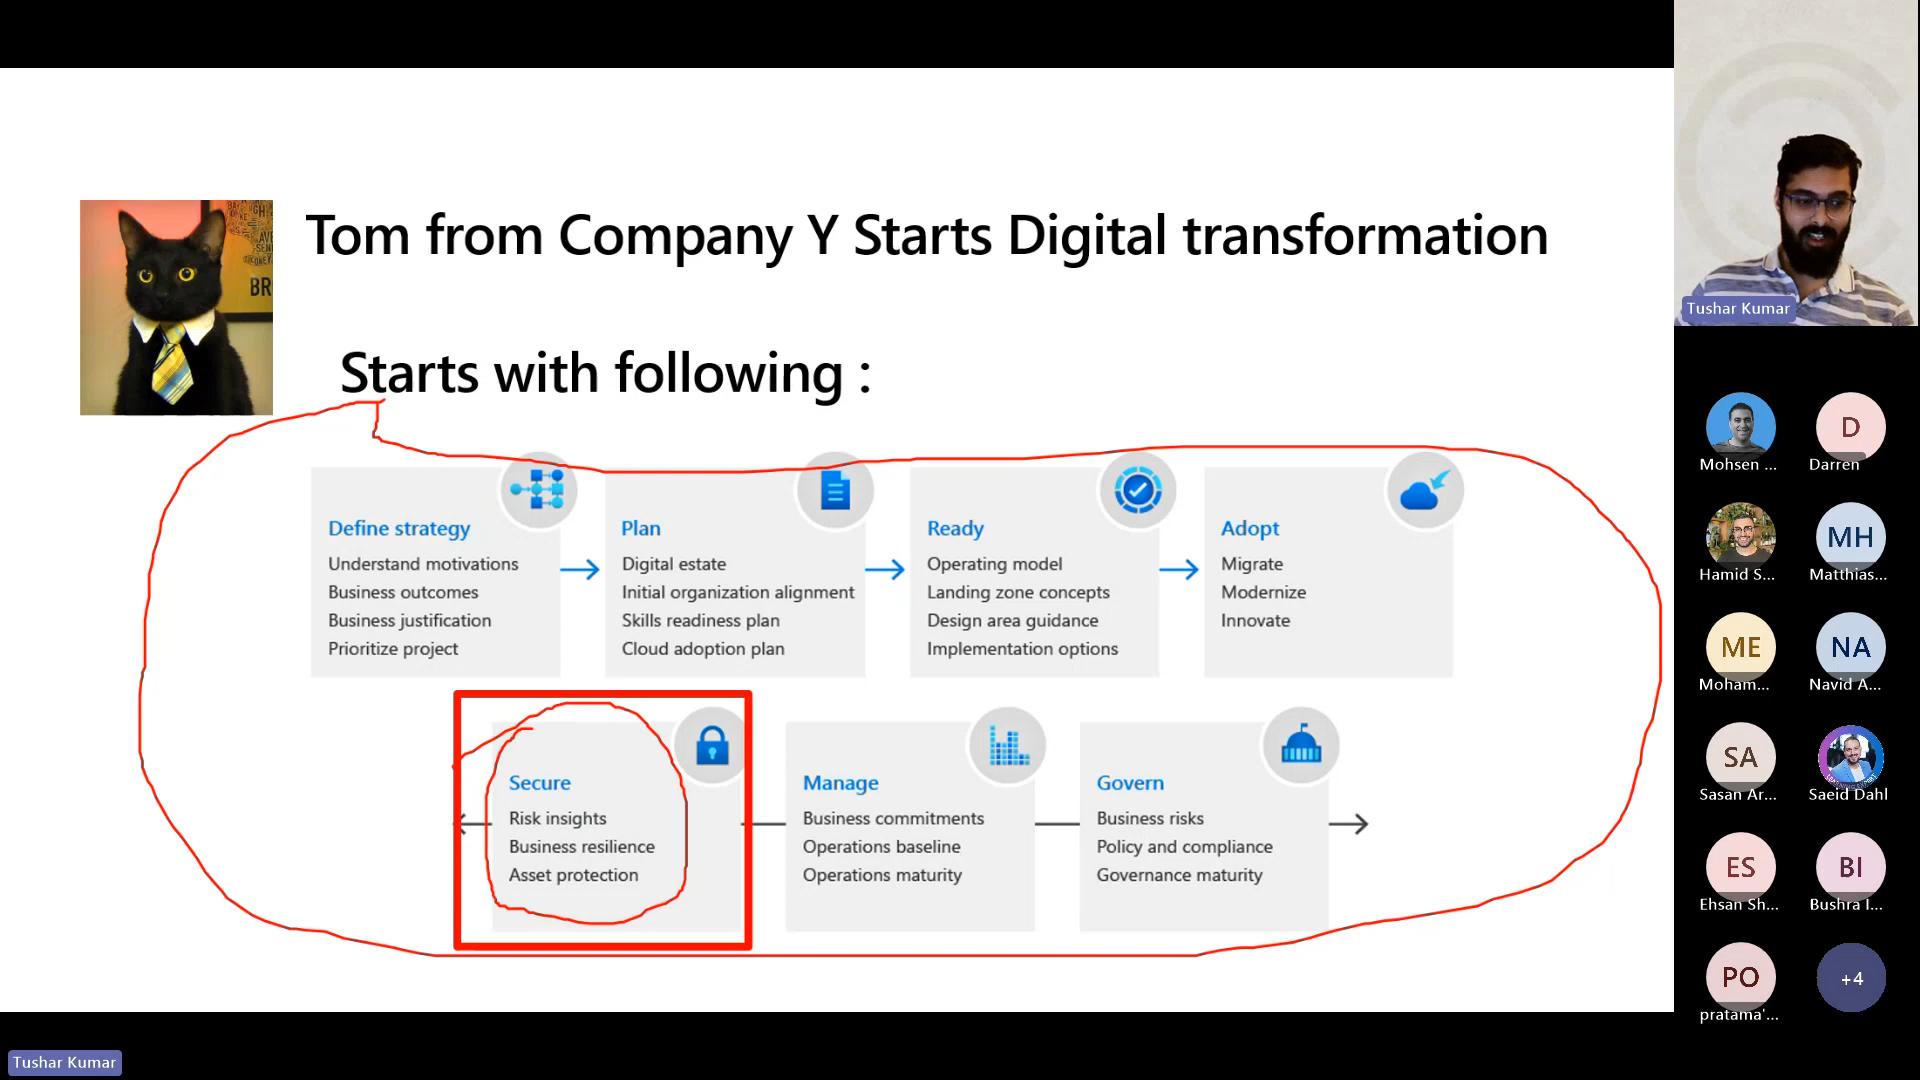 Tom from Company Y Starts Digital transformation
Starts with following :
Define strategy
Understand motivations
Business outcomes
Business justification
Prioritize project
Plan
Digital estate
Initial organization alignment
Skills readiness plan
Cloud adoption plan
Ready
Operating model
Landing zone concepts
Design area guidance
Implementation options
Adopt
Migrate
Modernize
Innovate
Secure
Risk insights
Business resilience
Asset protection
Manage
Business commitments
Operations baseline
Operations maturity
Govern
Business risks
Policy and compliance
Governance maturity
Tushar Kumar
Mohsen ...
D
Darren
Hamid S...
MH
Matthias...
ME
Moham...
NA
Navid A...
SA
Sasan Ar...
Saeid Dahl
ES
Ehsan Sh...
BI
Bushra I...
PO
pratama'...
+4
Tushar Kumar